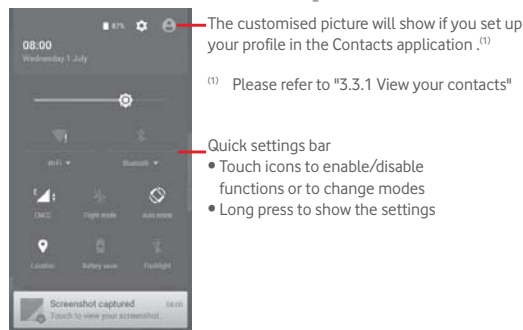 87%
08:00
Wednesday 1 July
Wi-Fi
Bluetooth
CMCC Flight mode Auto rotate
Location Battery saver Flashlight
Screenshot captured 08:00
Touch to view your screenshot.
The customised picture will show if you set up
your profile in the Contacts application .(1)
(1) Please refer to "3.3.1 View your contacts"
Quick settings bar
• Touch icons to enable/disable
functions or to change modes
• Long press to show the settings